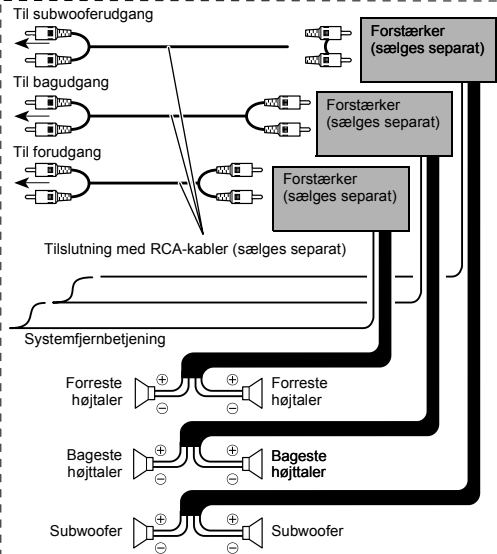 Til subwooferudgang
Forstærker
(sælges separat)
Til bagudgang
Forstærker
(sælges separat)
Til forudgang
Forstærker
(sælges separat)
Tilslutning med RCA-kabler (sælges separat)
Systemfjernbetjening
Forreste
højtaler
⊕
⊖
⊕
⊖
Forreste
højtaler
Bageste
højttaler
⊕
⊖
⊕
⊖
Bageste
højttaler
Subwoofer
⊕
⊖
⊕
⊖
Subwoofer